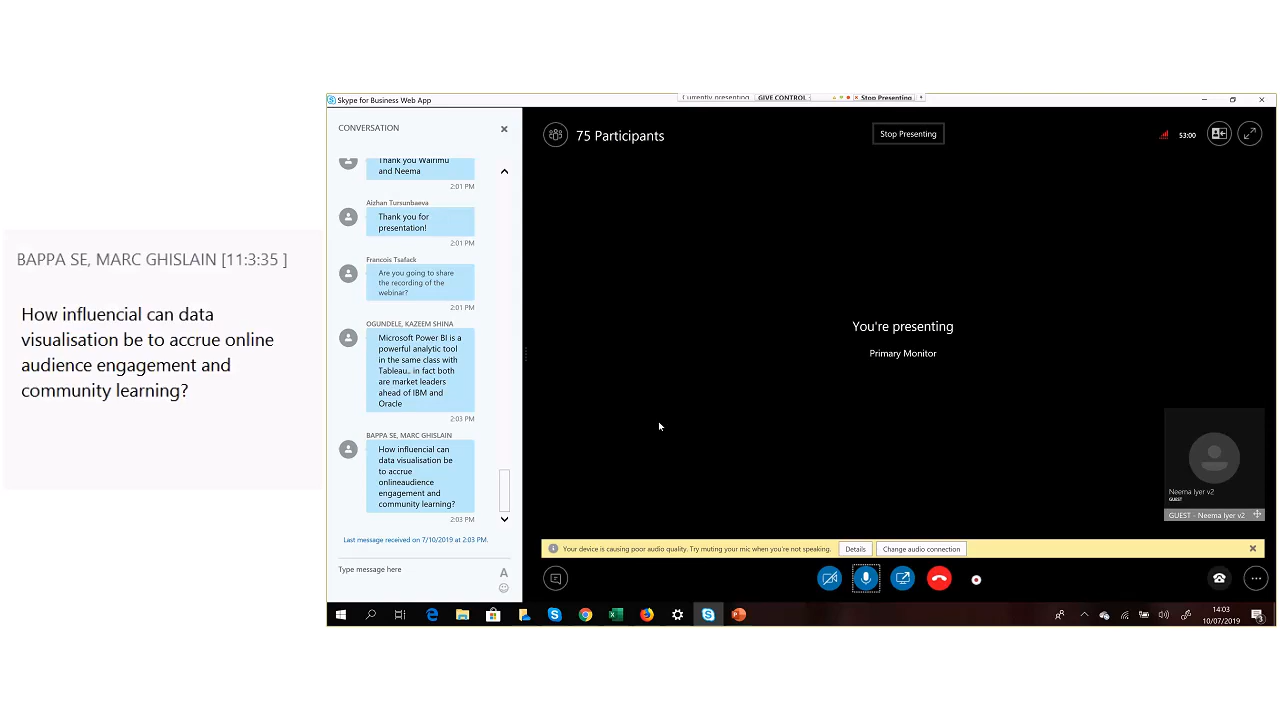 BAPPA SE, MARC GHISLAIN [11:3:35 ]
How influencial can data
visualisation be to accrue online
audience engagement and
community learning?
Skype for Business Web App
Currently presenting
GIVE CONTROL
Stop Presenting
CONVERSATION
Thank you Wairimu
and Neema
2:01 PM
Aizhan Tursunbaeva
Thank you for
presentation!
2:01 PM
Francois Tsafack
Are you going to share
the recording of the
webinar?
2:01 PM
OGUNDELE, KAZEEM SHINA
Microsoft Power BI is a
powerful analytic tool
in the same class with
Tableau.. in fact both
are market leaders
ahead of IBM and
Oracle
2:03 PM
BAPPA SE, MARC GHISLAIN
How influencial can
data visualisation be
to accrue
onlineaudience
engagement and
community learning?
2:03 PM
Last message received on 7/10/2019 at 2:03 PM.
Type message here
75 Participants
Stop Presenting
53:00
You're presenting
Primary Monitor
Neema Iyer v2
GUEST
GUEST - Neema Iyer v2
Your device is causing poor audio quality. Try muting your mic when you're not speaking.
Details
Change audio connection
14:03
10/07/2019